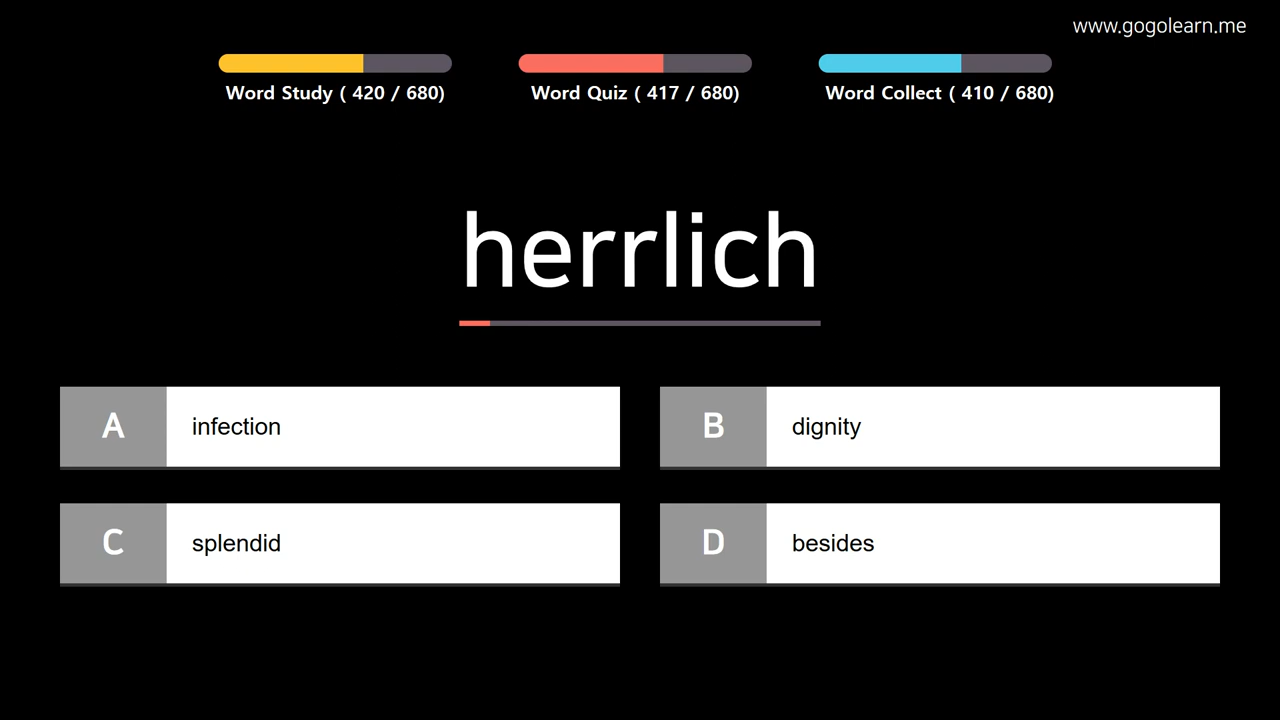 www.gogolearn.me
Word Study ( 420 / 680)
Word Quiz ( 417 / 680)
Word Collect ( 410 / 680)
herrlich
A infection
B dignity
C splendid
D besides